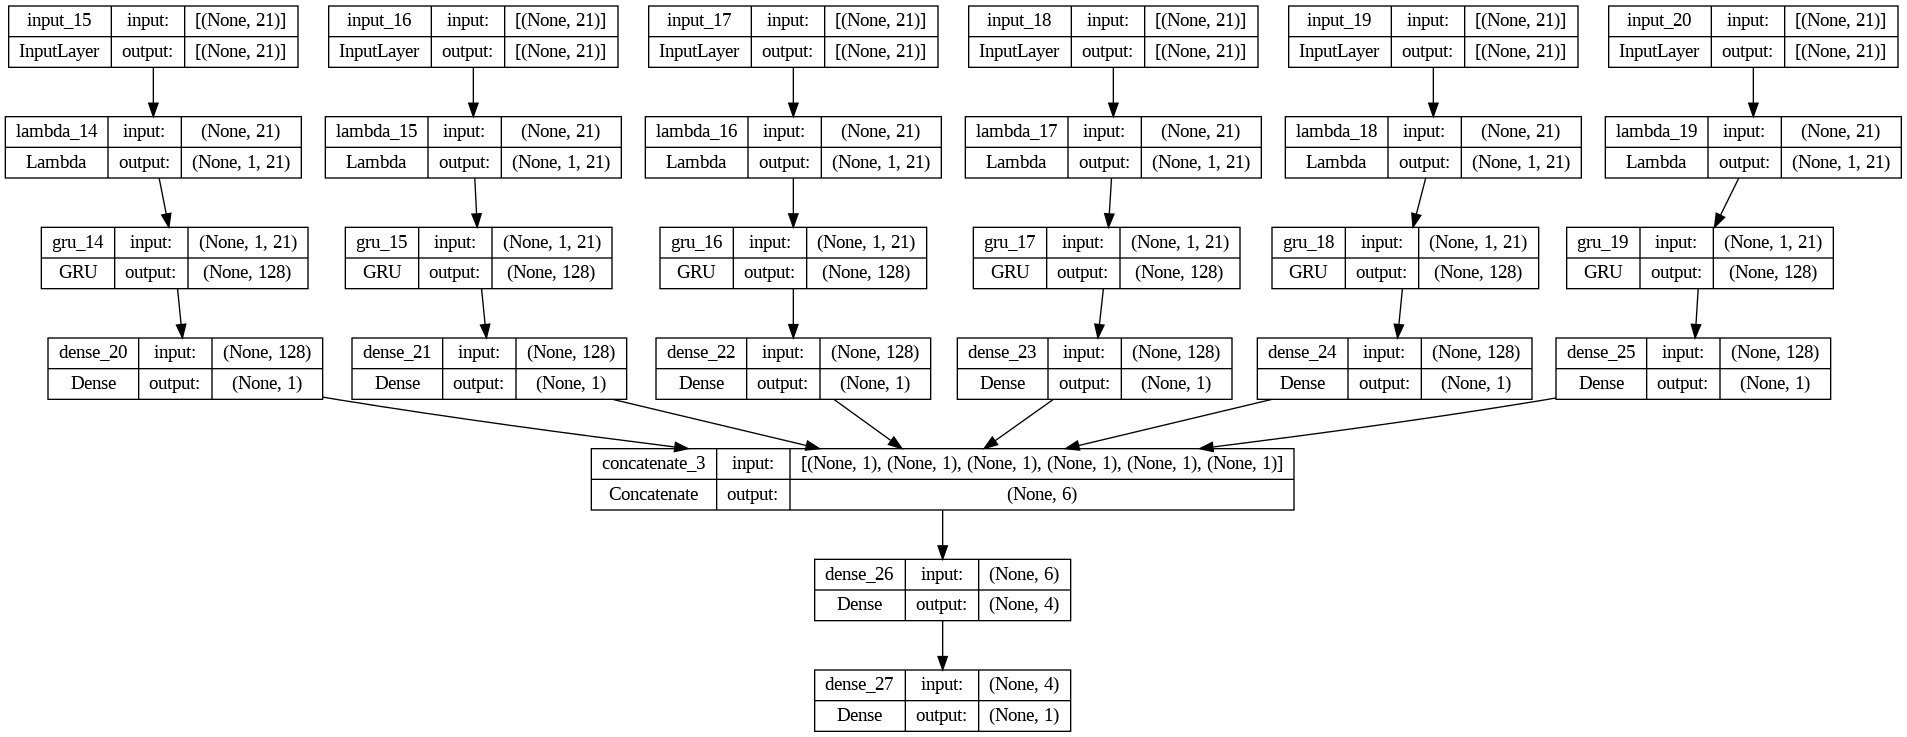 input_15 input: [(None, 21)] input_16 input: [(None, 21)] input_17 input: [(None, 21)] input_18 input: [(None, 21)] input_19 input: [(None, 21)] input_20 input: [(None, 21)]
InputLayer output: [(None, 21)] InputLayer output: [(None, 21)] InputLayer output: [(None, 21)] InputLayer output: [(None, 21)] InputLayer output: [(None, 21)] InputLayer output: [(None, 21)]
lambda_14 input: (None, 21) lambda_15 input: (None, 21) lambda_16 input: (None, 21) lambda_17 input: (None, 21) lambda_18 input: (None, 21) lambda_19 input: (None, 21)
Lambda output: (None, 1, 21) Lambda output: (None, 1, 21) Lambda output: (None, 1, 21) Lambda output: (None, 1, 21) Lambda output: (None, 1, 21) Lambda output: (None, 1, 21)
gru_14 input: (None, 1, 21) gru_15 input: (None, 1, 21) gru_16 input: (None, 1, 21) gru_17 input: (None, 1, 21) gru_18 input: (None, 1, 21) gru_19 input: (None, 1, 21)
GRU output: (None, 128) GRU output: (None, 128) GRU output: (None, 128) GRU output: (None, 128) GRU output: (None, 128) GRU output: (None, 128)
dense_20 input: (None, 128) dense_21 input: (None, 128) dense_22 input: (None, 128) dense_23 input: (None, 128) dense_24 input: (None, 128) dense_25 input: (None, 128)
Dense output: (None, 1) Dense output: (None, 1) Dense output: (None, 1) Dense output: (None, 1) Dense output: (None, 1) Dense output: (None, 1)
concatenate_3 input: [(None, 1), (None, 1), (None, 1), (None, 1), (None, 1), (None, 1)]
Concatenate output: (None, 6)
dense_26 input: (None, 6)
Dense output: (None, 4)
dense_27 input: (None, 4)
Dense output: (None, 1)